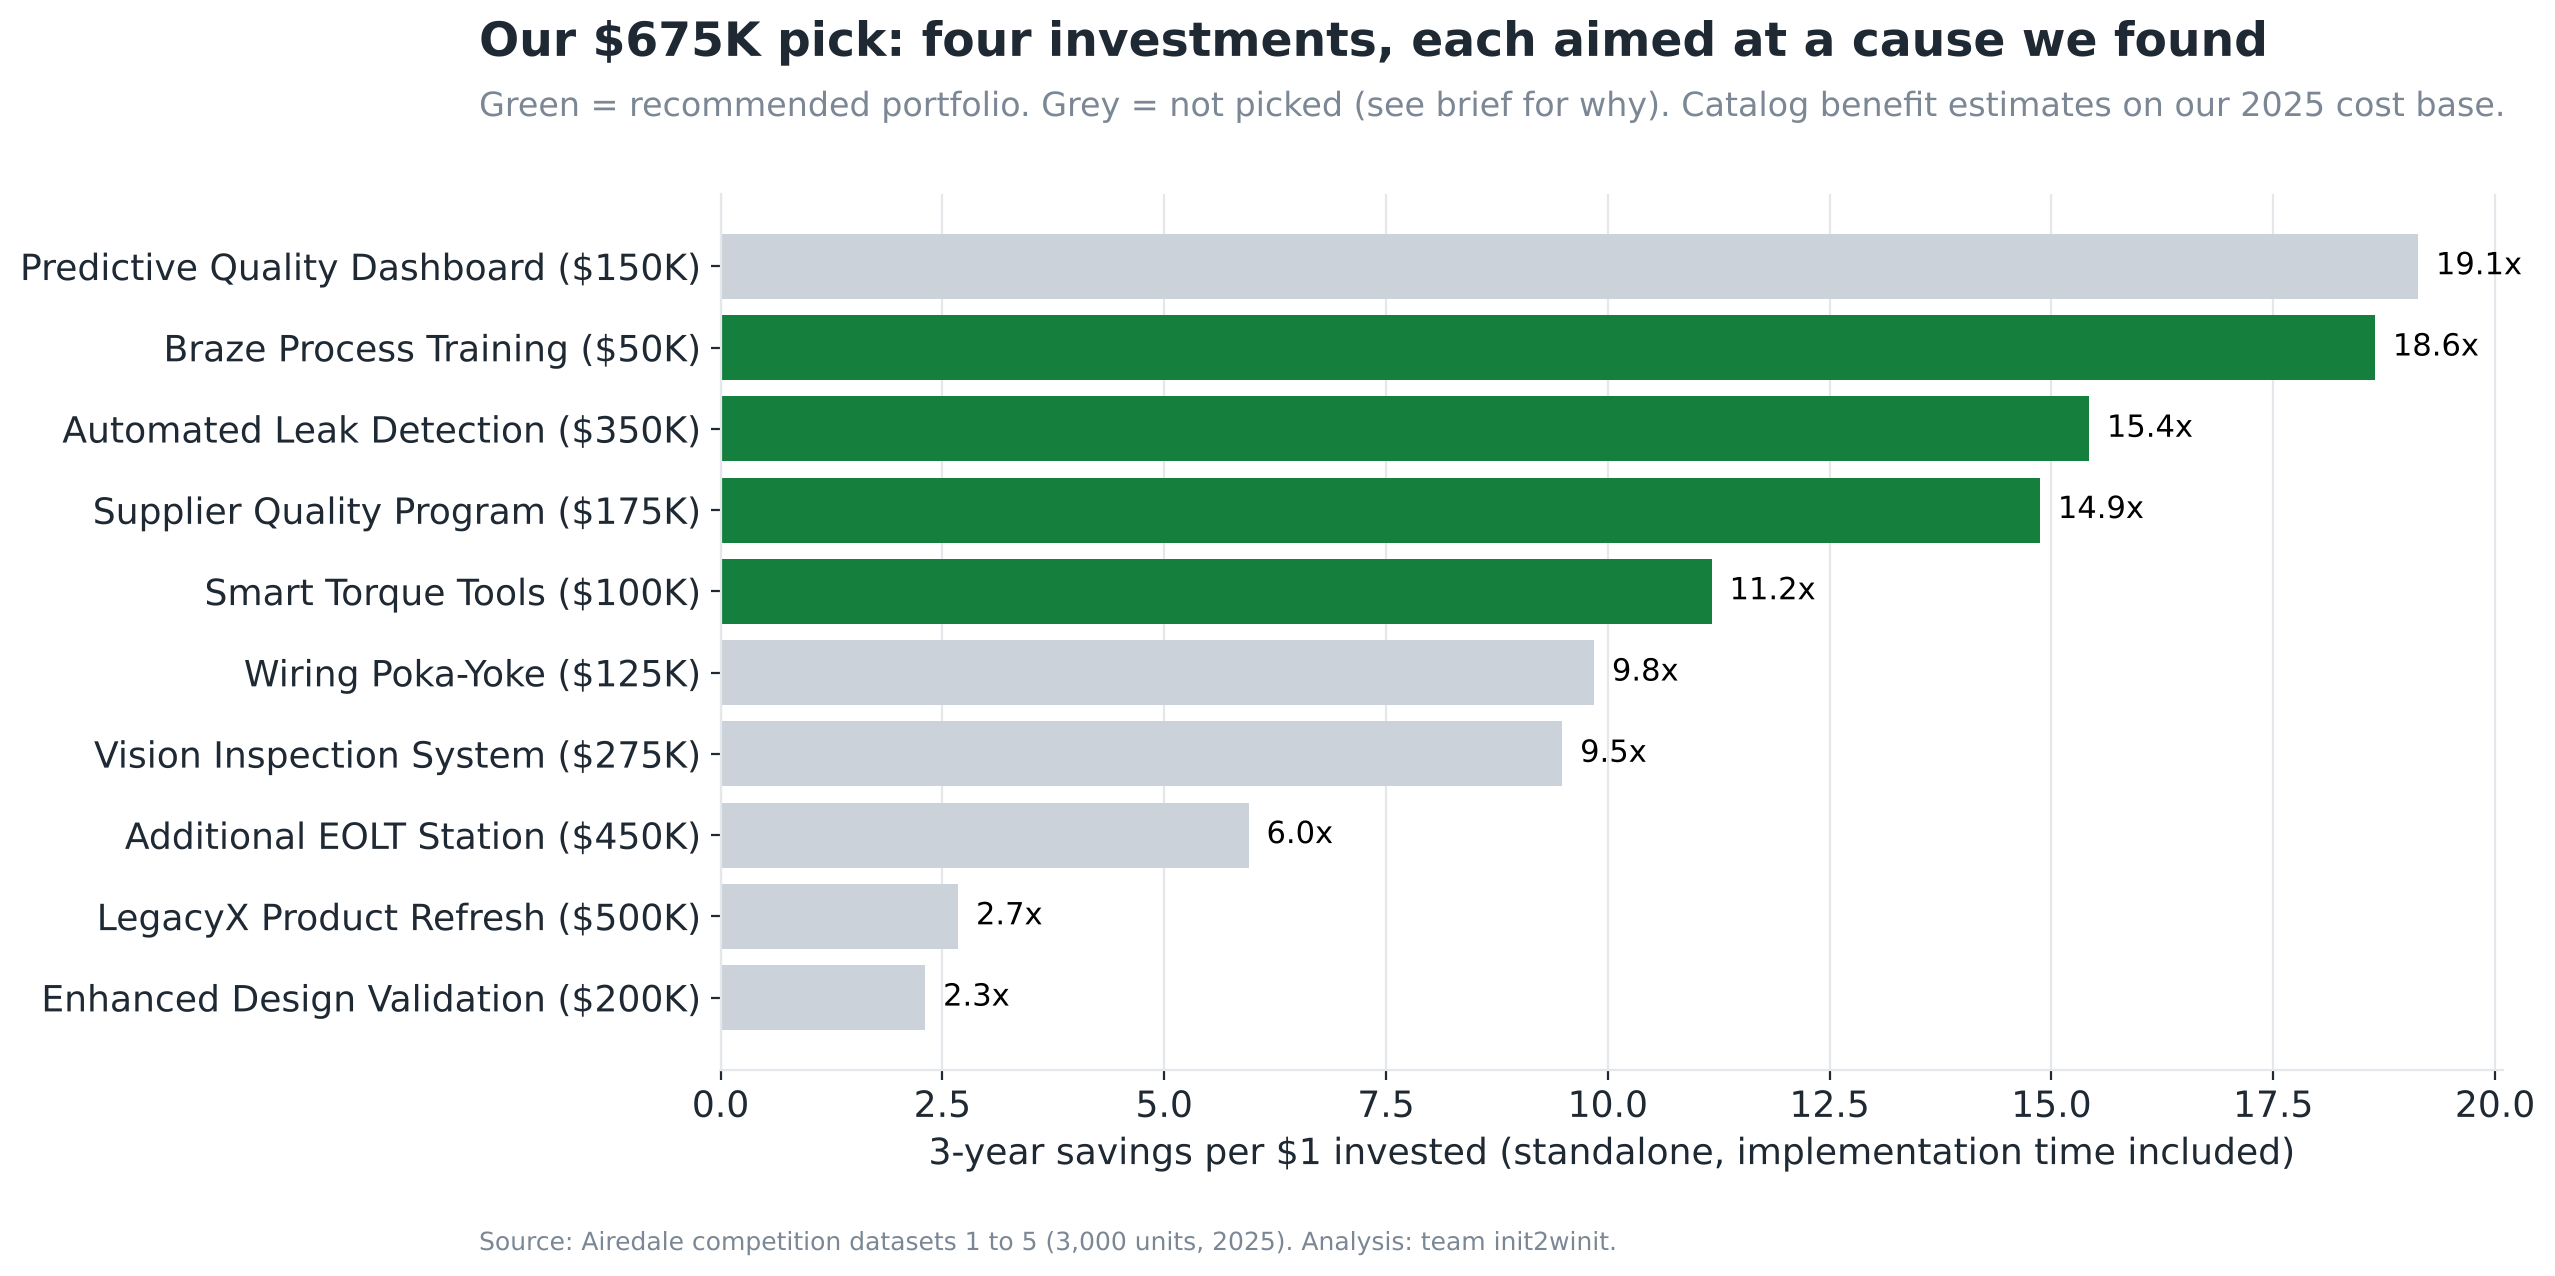 Our $675K pick: four investments, each aimed at a cause we found
Green = recommended portfolio. Grey = not picked (see brief for why). Catalog benefit estimates on our 2025 cost base.
Predictive Quality Dashboard ($150K) 19.1x
Braze Process Training ($50K) 18.6x
Automated Leak Detection ($350K) 15.4x
Supplier Quality Program ($175K) 14.9x
Smart Torque Tools ($100K) 11.2x
Wiring Poka-Yoke ($125K) 9.8x
Vision Inspection System ($275K) 9.5x
Additional EOLT Station ($450K) 6.0x
LegacyX Product Refresh ($500K) 2.7x
Enhanced Design Validation ($200K) 2.3x
0.0 2.5 5.0 7.5 10.0 12.5 15.0 17.5 20.0
3-year savings per $1 invested (standalone, implementation time included)
Source: Airedale competition datasets 1 to 5 (3,000 units, 2025). Analysis: team init2winit.